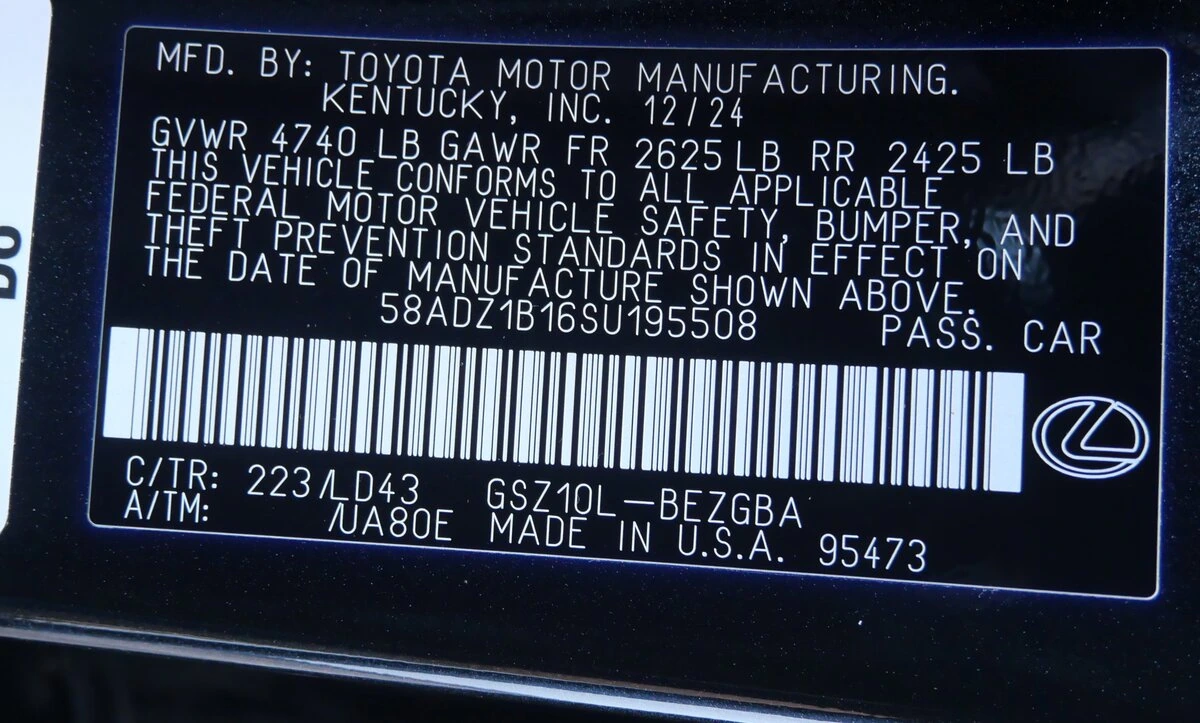 MFD. BY: TOYOTA MOTOR MANUFACTURING.
KENTUCKY, INC. 12/24
GVWR 4740 LB GAWR FR 2625 LB RR 2425 LB
THIS VEHICLE CONFORMS TO ALL APPLICABLE
FEDERAL MOTOR VEHICLE SAFETY, BUMPER, AND
THEFT PREVENTION STANDARDS IN EFFECT ON
THE DATE OF MANUFACTURE SHOWN ABOVE.
58ADZ1B16SU195508 PASS. CAR
C/TR: 223/LD43 GSZ10L-BEZGBA
A/TM: /UA80E MADE IN U.S.A. 95473